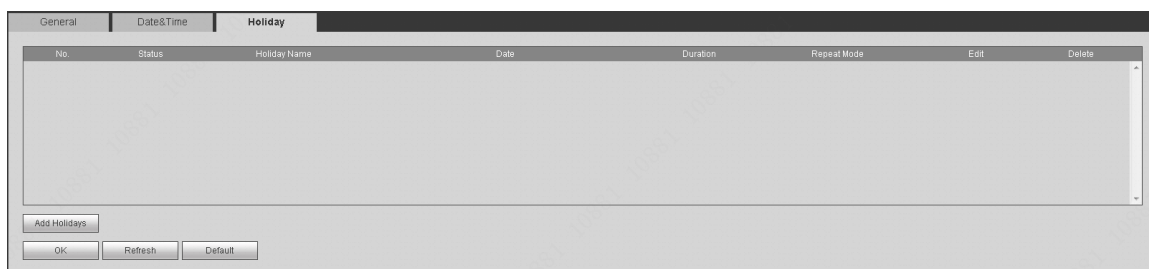 General Date&Time Holiday
No. Status Holiday Name Date Duration Repeat Mode Edit Delete
Add Holidays
OK Refresh Default